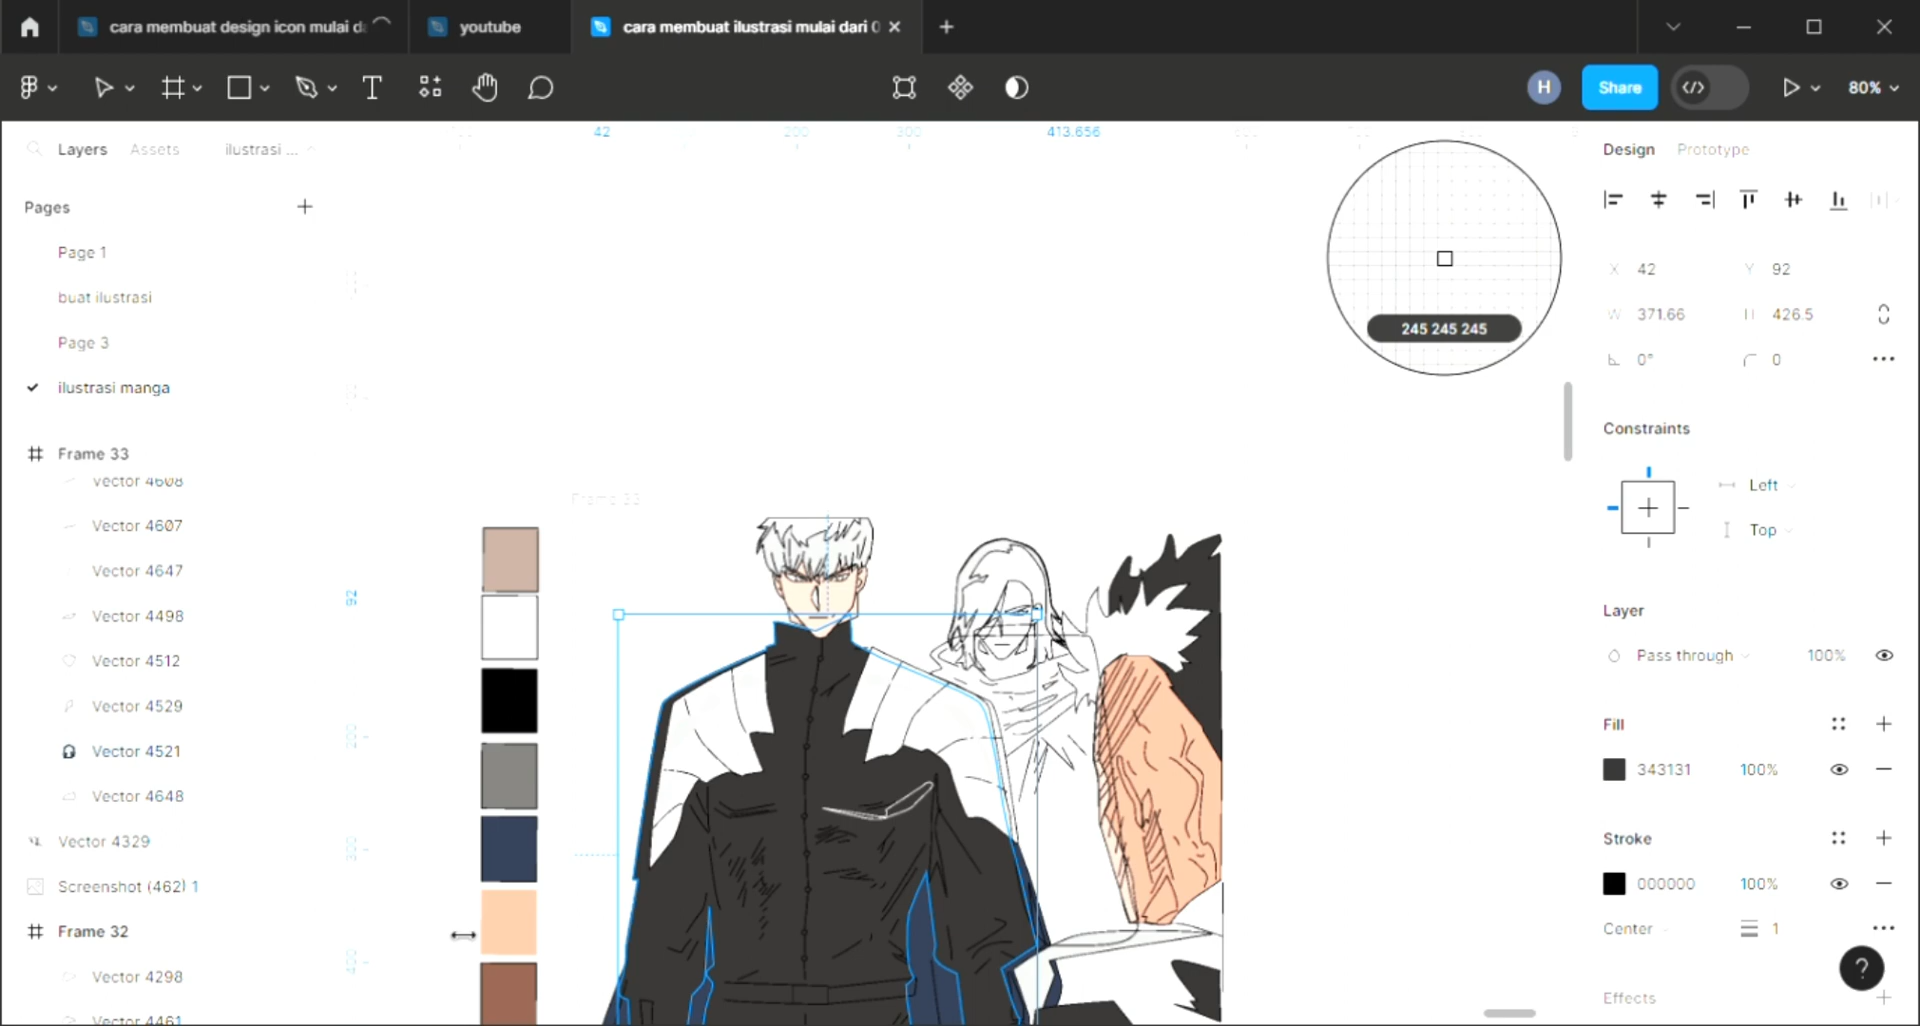 cara membuat design icon mulai d
youtube
cara membuat ilustrasi mulai dari 0
H
Share
80%
Layers
Assets
ilustrasi ...
42
200
300
413.656
Design
Prototype
Pages
Page 1
buat ilustrasi
Page 3
ilustrasi manga
X 42
Y 92
W 371.66
H 426.5
0°
0
245 245 245
Constraints
Left
Top
Frame 33
Vector 4608
Vector 4607
Vector 4647
Vector 4498
Vector 4512
Vector 4529
Vector 4521
Vector 4648
Vector 4329
Screenshot (462) 1
Frame 32
Vector 4298
Vector 4461
Frame 33
92
200
300
400
Layer
Pass through
100%
Fill
343131
100%
Stroke
000000
100%
Center
1
?
Effects